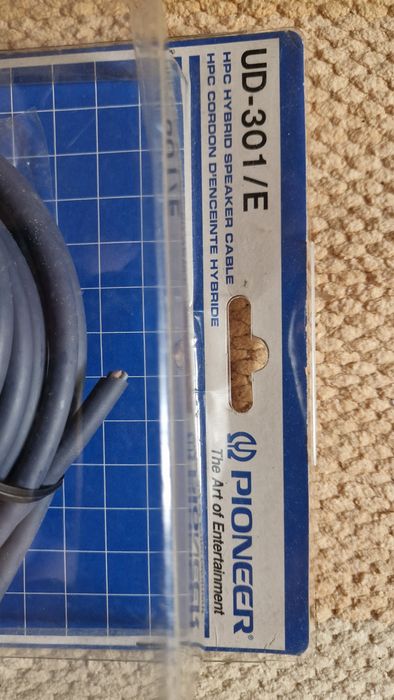 UD-301/E
HPC HYBRID SPEAKER CABLE
HPC CORDON D'ENCEINTE HYBRIDE
PIONEER®
The Art of Entertainment